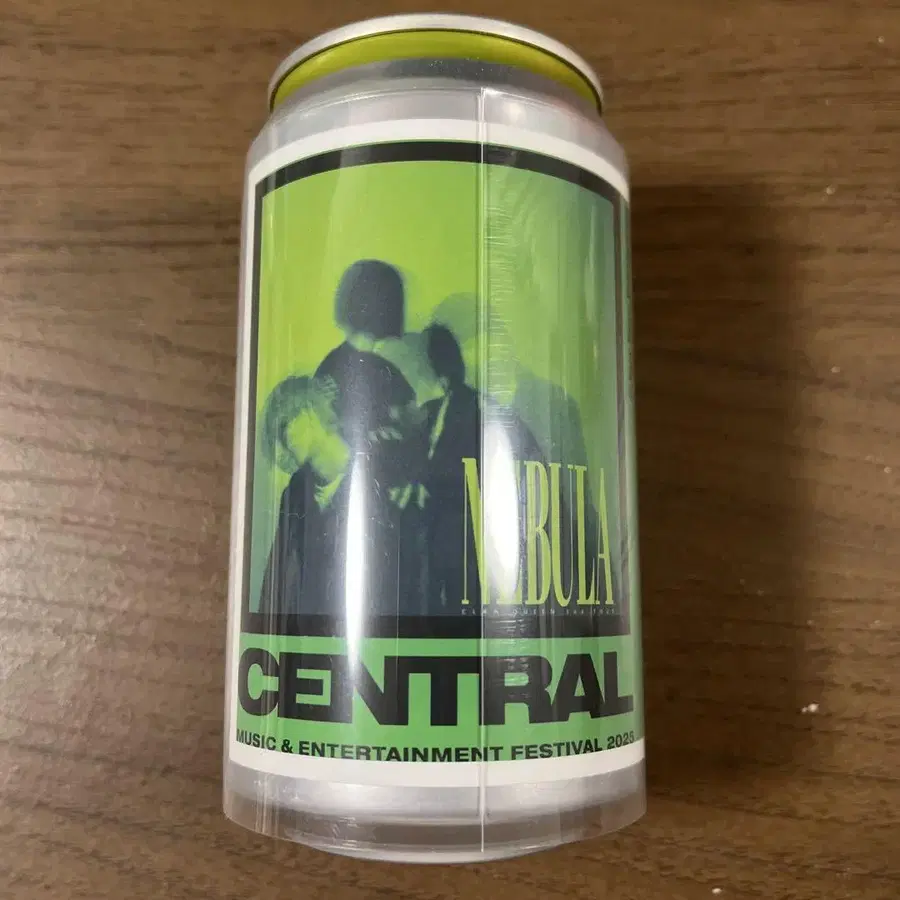 NEBULA
CENTRAL
MUSIC & ENTERTAINMENT FESTIVAL 2025